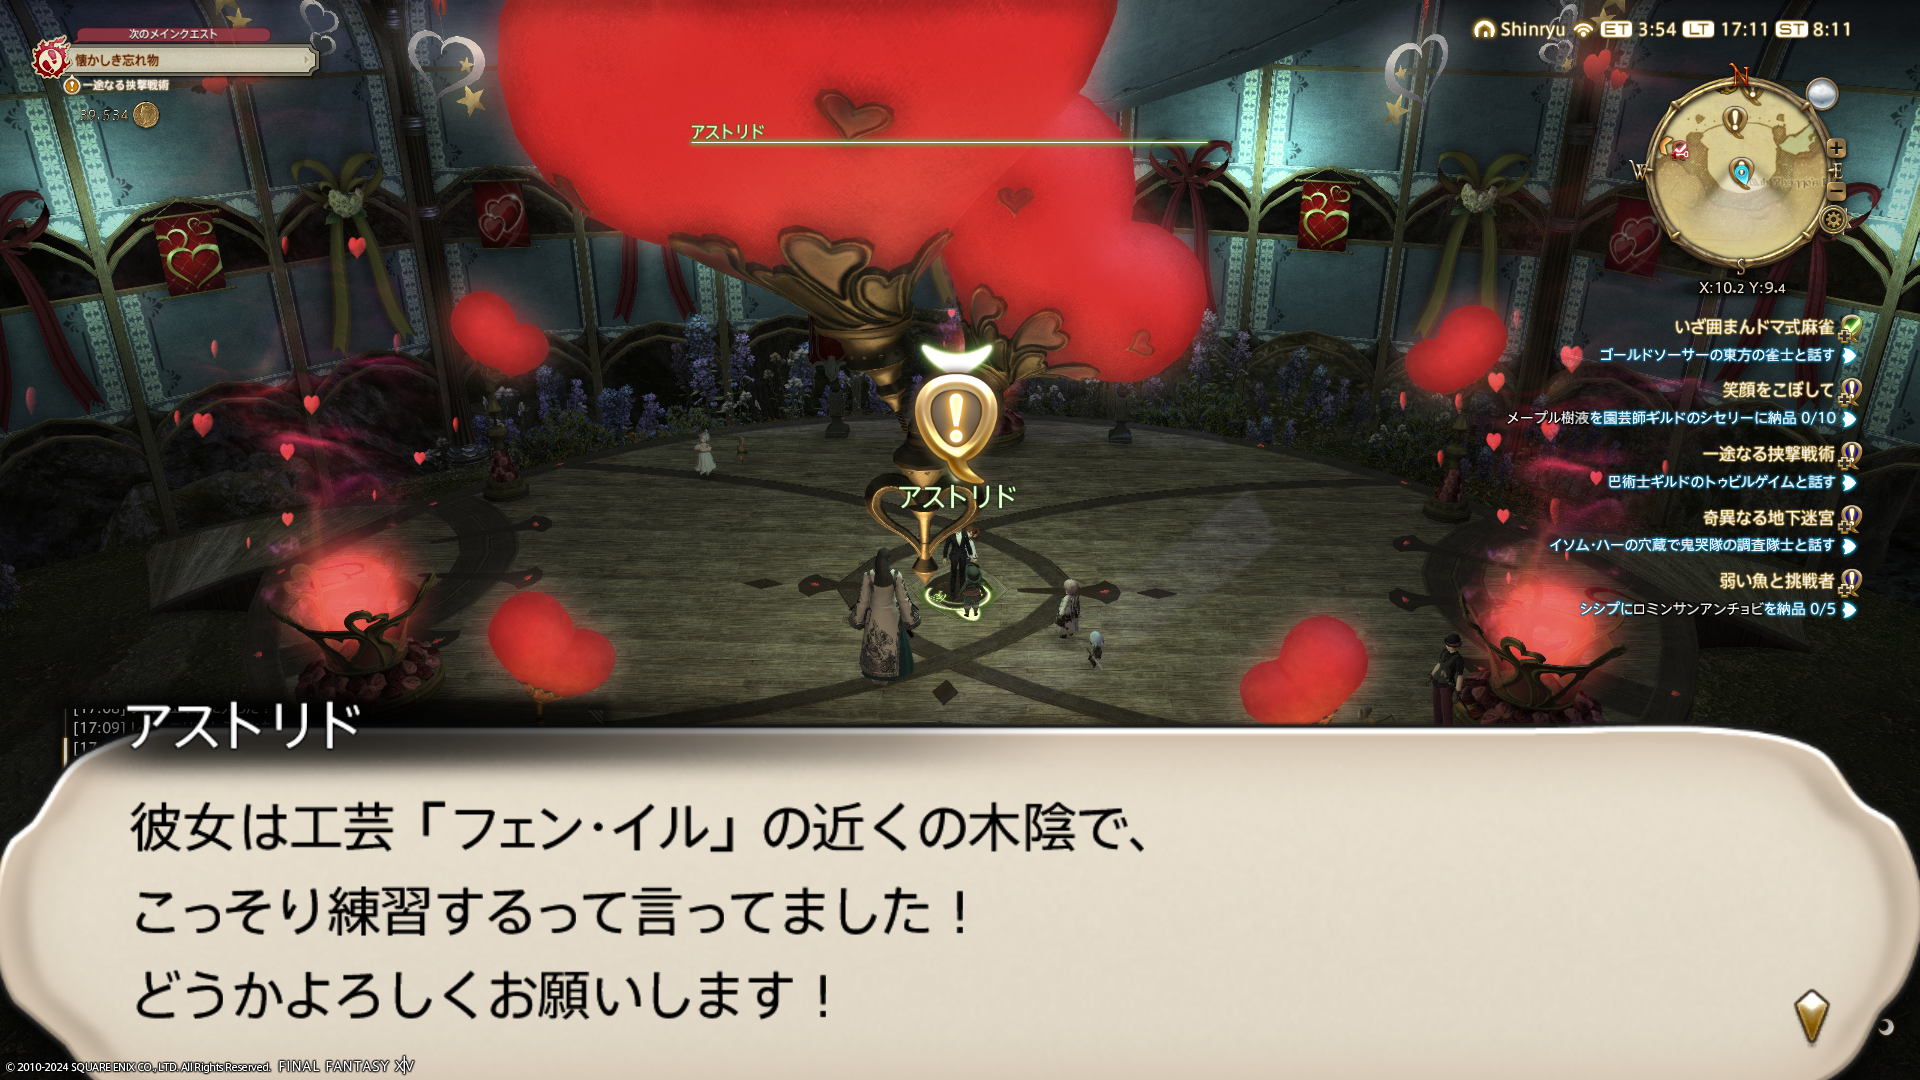 次のメインクエスト
懐かしき忘れ物
一途なる挟撃戦術
39,534
アストリド
Shinryu ET 3:54 LT 17:11 ST 8:11
N
W
E
S
X:10.2 Y:9.4
いざ囲まんドマ式麻雀
ゴールドソーサーの東方の雀士と話す
笑顔をこぼして
メープル樹液を園芸師ギルドのシセリーに納品 0/10
一途なる挟撃戦術
巴術士ギルドのトゥビルゲイムと話す
奇異なる地下迷宮
イソム・ハーの穴蔵で鬼哭隊の調査隊士と話す
弱い魚と挑戦者
シシプにロミンサンアンチョビを納品 0/5
アストリド
[17:08]
[17:09]
[17
アストリド
彼女は工芸「フェン・イル」の近くの木陰で、
こっそり練習するって言ってました！
どうかよろしくお願いします！
© 2010-2024 SQUARE ENIX CO., LTD. All Rights Reserved. FINAL FANTASY XIV